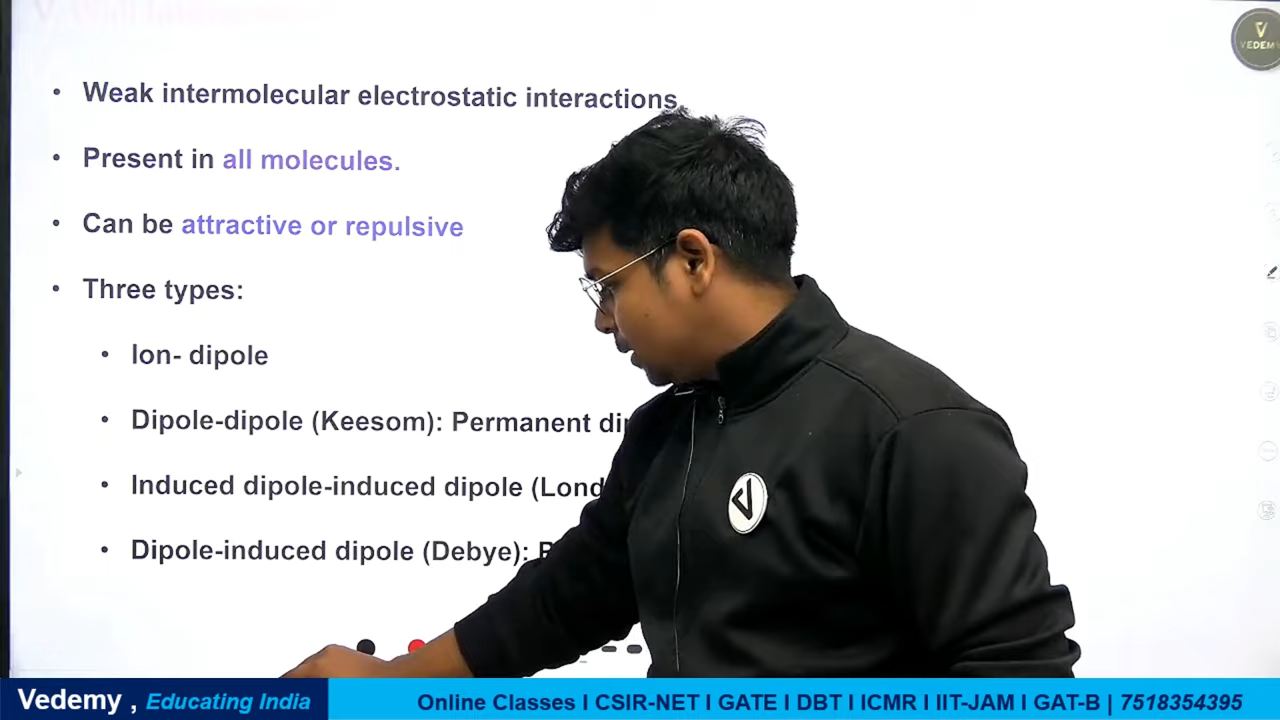 • Weak intermolecular electrostatic interactions.
• Present in all molecules.
• Can be attractive or repulsive
• Three types:
• Ion- dipole
• Dipole-dipole (Keesom): Permanent
• Induced dipole-induced dipole
• Dipole-induced dipole (Debye):
VEDEMY
Vedemy , Educating India
Online Classes I CSIR-NET I GATE I DBT I ICMR I IIT-JAM I GAT-B | 7518354395